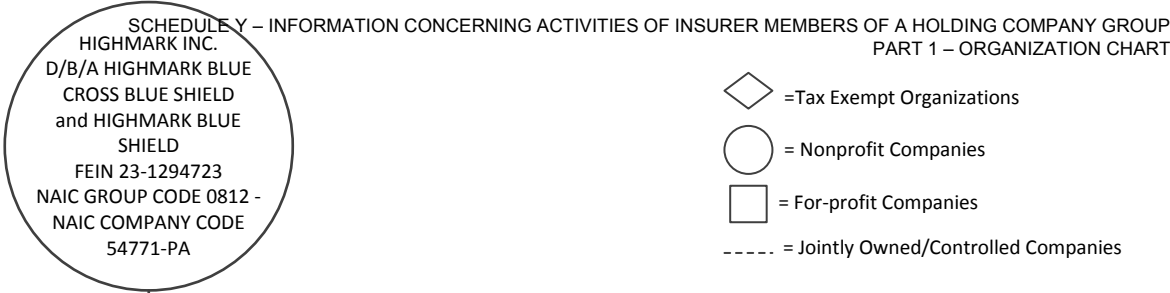 SCHEDULE Y – INFORMATION CONCERNING ACTIVITIES OF INSURER MEMBERS OF A HOLDING COMPANY GROUP
PART 1 – ORGANIZATION CHART
HIGHMARK INC.
D/B/A HIGHMARK BLUE
CROSS BLUE SHIELD
and HIGHMARK BLUE
SHIELD
FEIN 23-1294723
NAIC GROUP CODE 0812 -
NAIC COMPANY CODE
54771-PA
=Tax Exempt Organizations
= Nonprofit Companies
= For-profit Companies
= Jointly Owned/Controlled Companies